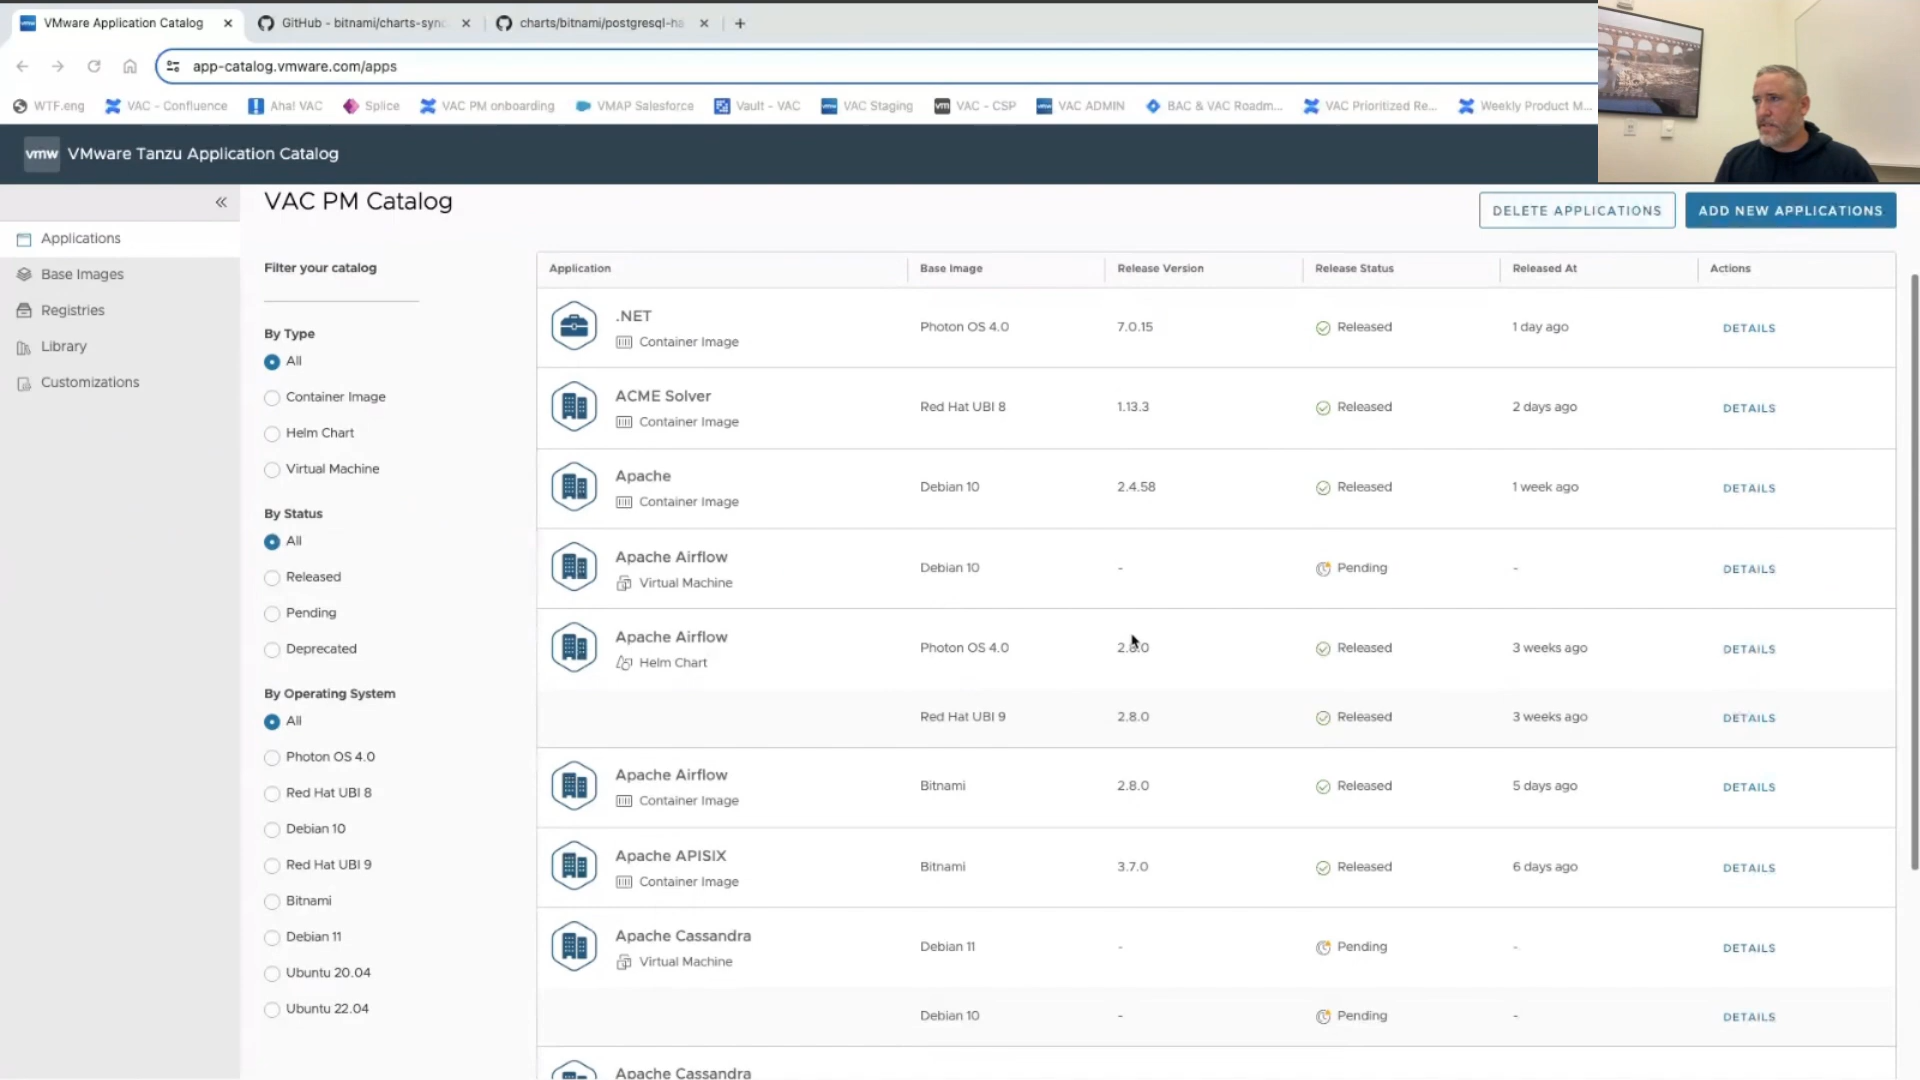 VMware Application Catalog
GitHub - bitnami/charts-sync
charts/bitnami/postgresql-ha
app-catalog.vmware.com/apps
WTF.eng
VAC - Confluence
Aha! VAC
Splice
VAC PM onboarding
VMAP Salesforce
Vault - VAC
VAC Staging
VAC - CSP
VAC ADMIN
BAC & VAC Roadm...
VAC Prioritized Re...
Weekly Product M...
vmw VMware Tanzu Application Catalog
Applications
Base Images
Registries
Library
Customizations
VAC PM Catalog
DELETE APPLICATIONS
ADD NEW APPLICATIONS
Filter your catalog
By Type
All
Container Image
Helm Chart
Virtual Machine
By Status
All
Released
Pending
Deprecated
By Operating System
All
Photon OS 4.0
Red Hat UBI 8
Debian 10
Red Hat UBI 9
Bitnami
Debian 11
Ubuntu 20.04
Ubuntu 22.04
Application Base Image Release Version Release Status Released At Actions
.NET
Container Image
Photon OS 4.0 7.0.15 Released 1 day ago DETAILS
ACME Solver
Container Image
Red Hat UBI 8 1.13.3 Released 2 days ago DETAILS
Apache
Container Image
Debian 10 2.4.58 Released 1 week ago DETAILS
Apache Airflow
Virtual Machine
Debian 10 - Pending - DETAILS
Apache Airflow
Helm Chart
Photon OS 4.0 2.8.0 Released 3 weeks ago DETAILS
Red Hat UBI 9 2.8.0 Released 3 weeks ago DETAILS
Apache Airflow
Container Image
Bitnami 2.8.0 Released 5 days ago DETAILS
Apache APISIX
Container Image
Bitnami 3.7.0 Released 6 days ago DETAILS
Apache Cassandra
Virtual Machine
Debian 11 - Pending - DETAILS
Debian 10 - Pending - DETAILS
Apache Cassandra